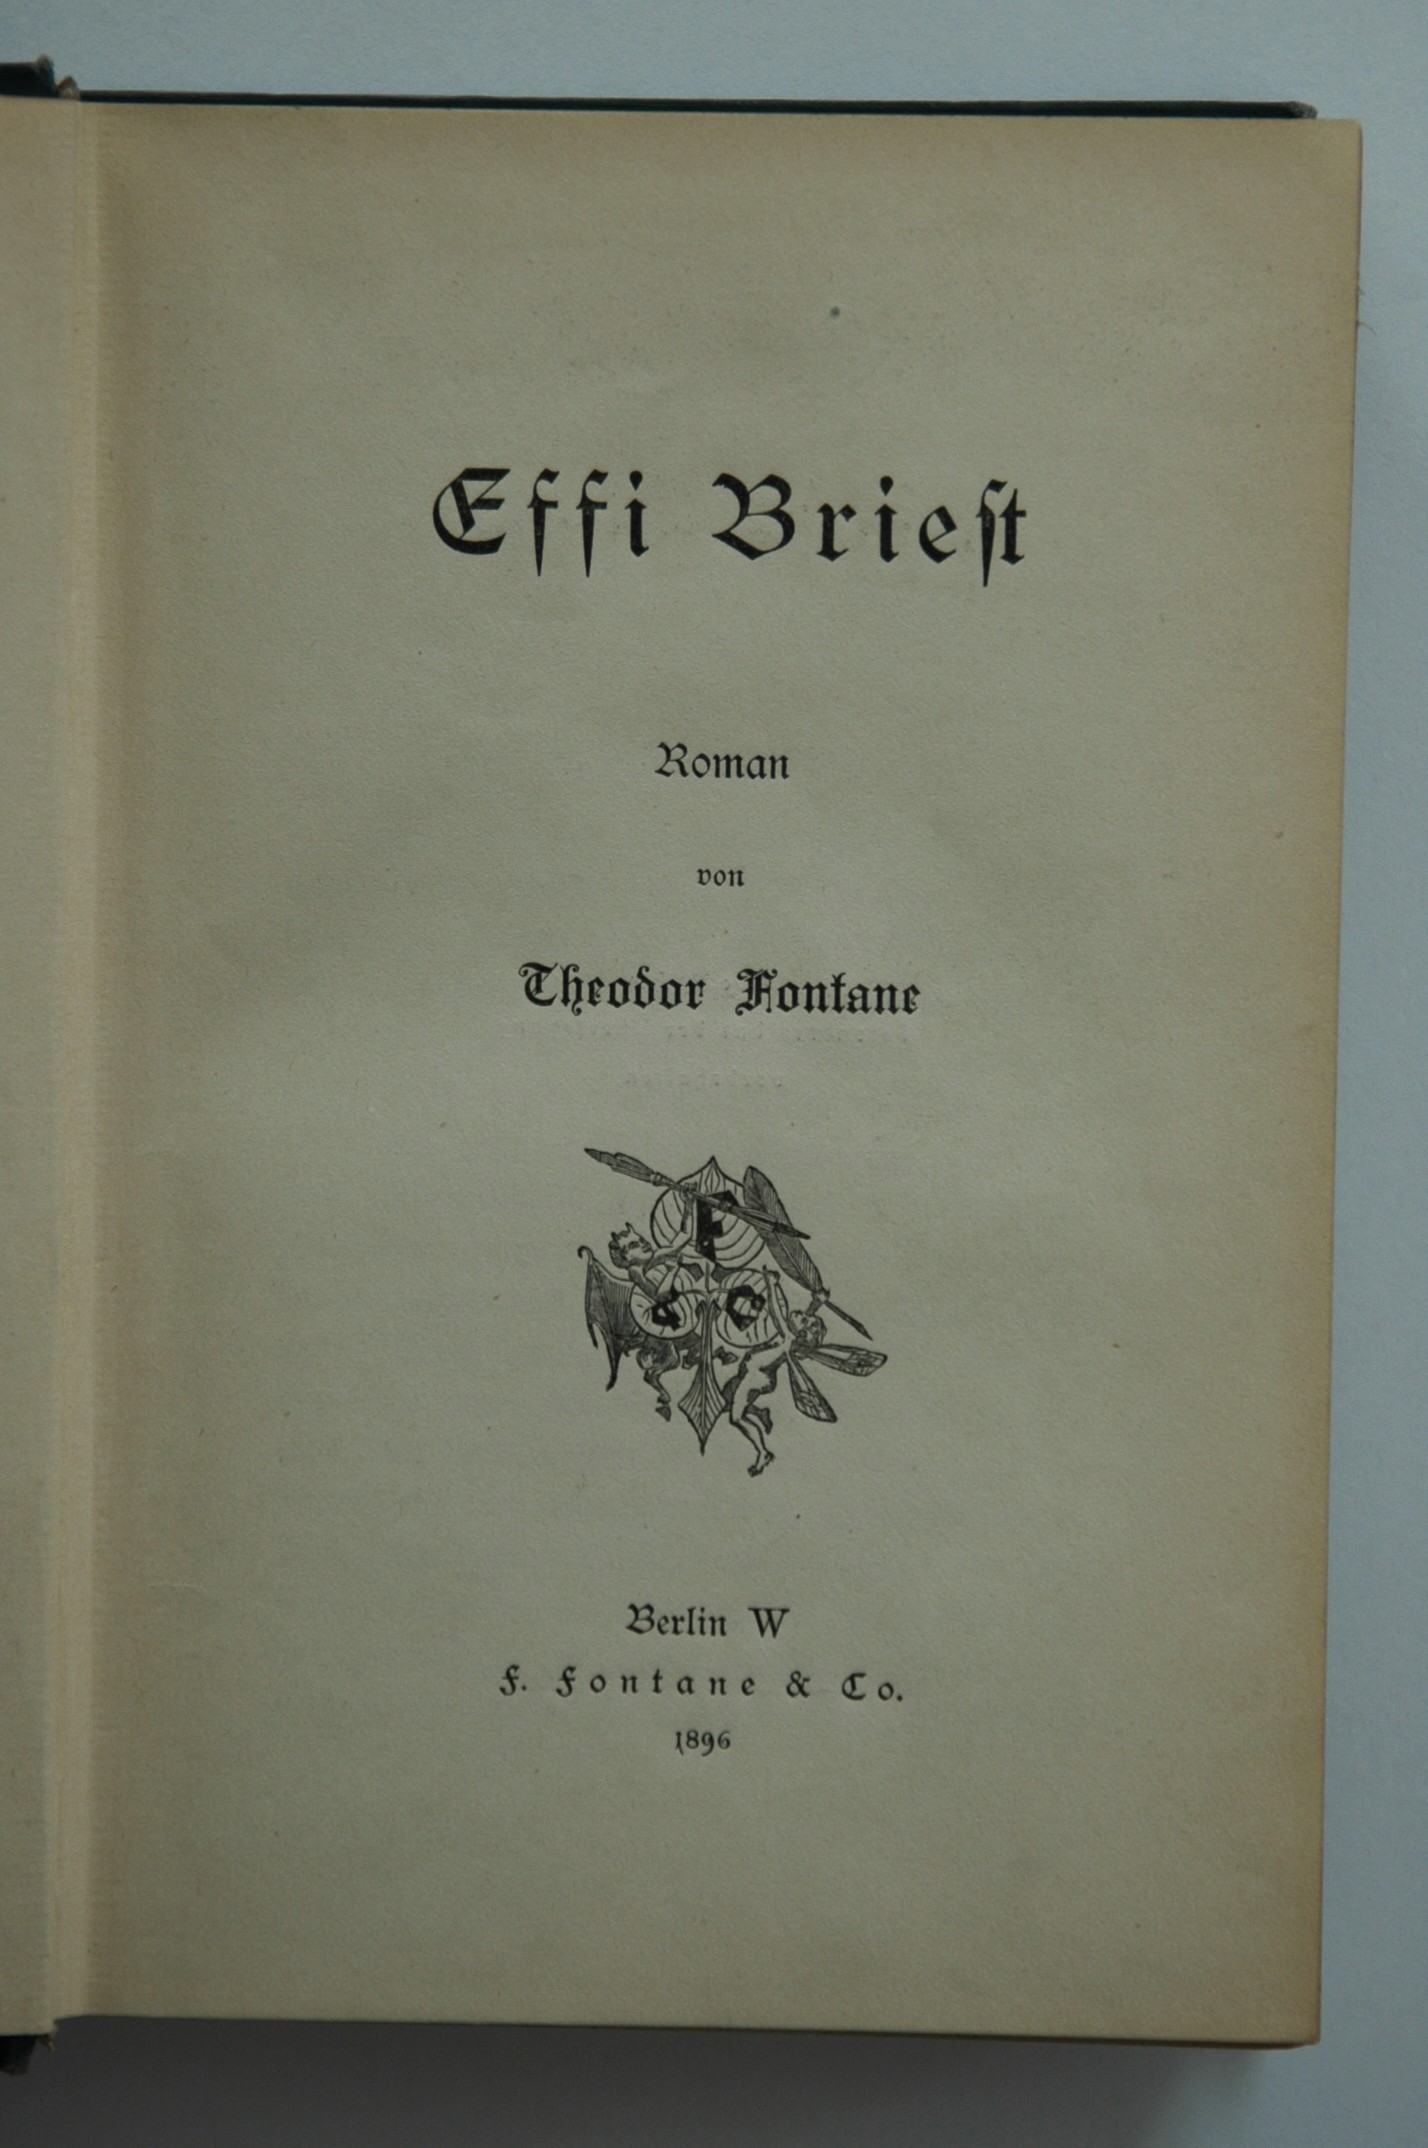 Effi Brieſt
Roman
von
Theodor Fontane
F
& C
Berlin W
F. Fontane & Co.
1896